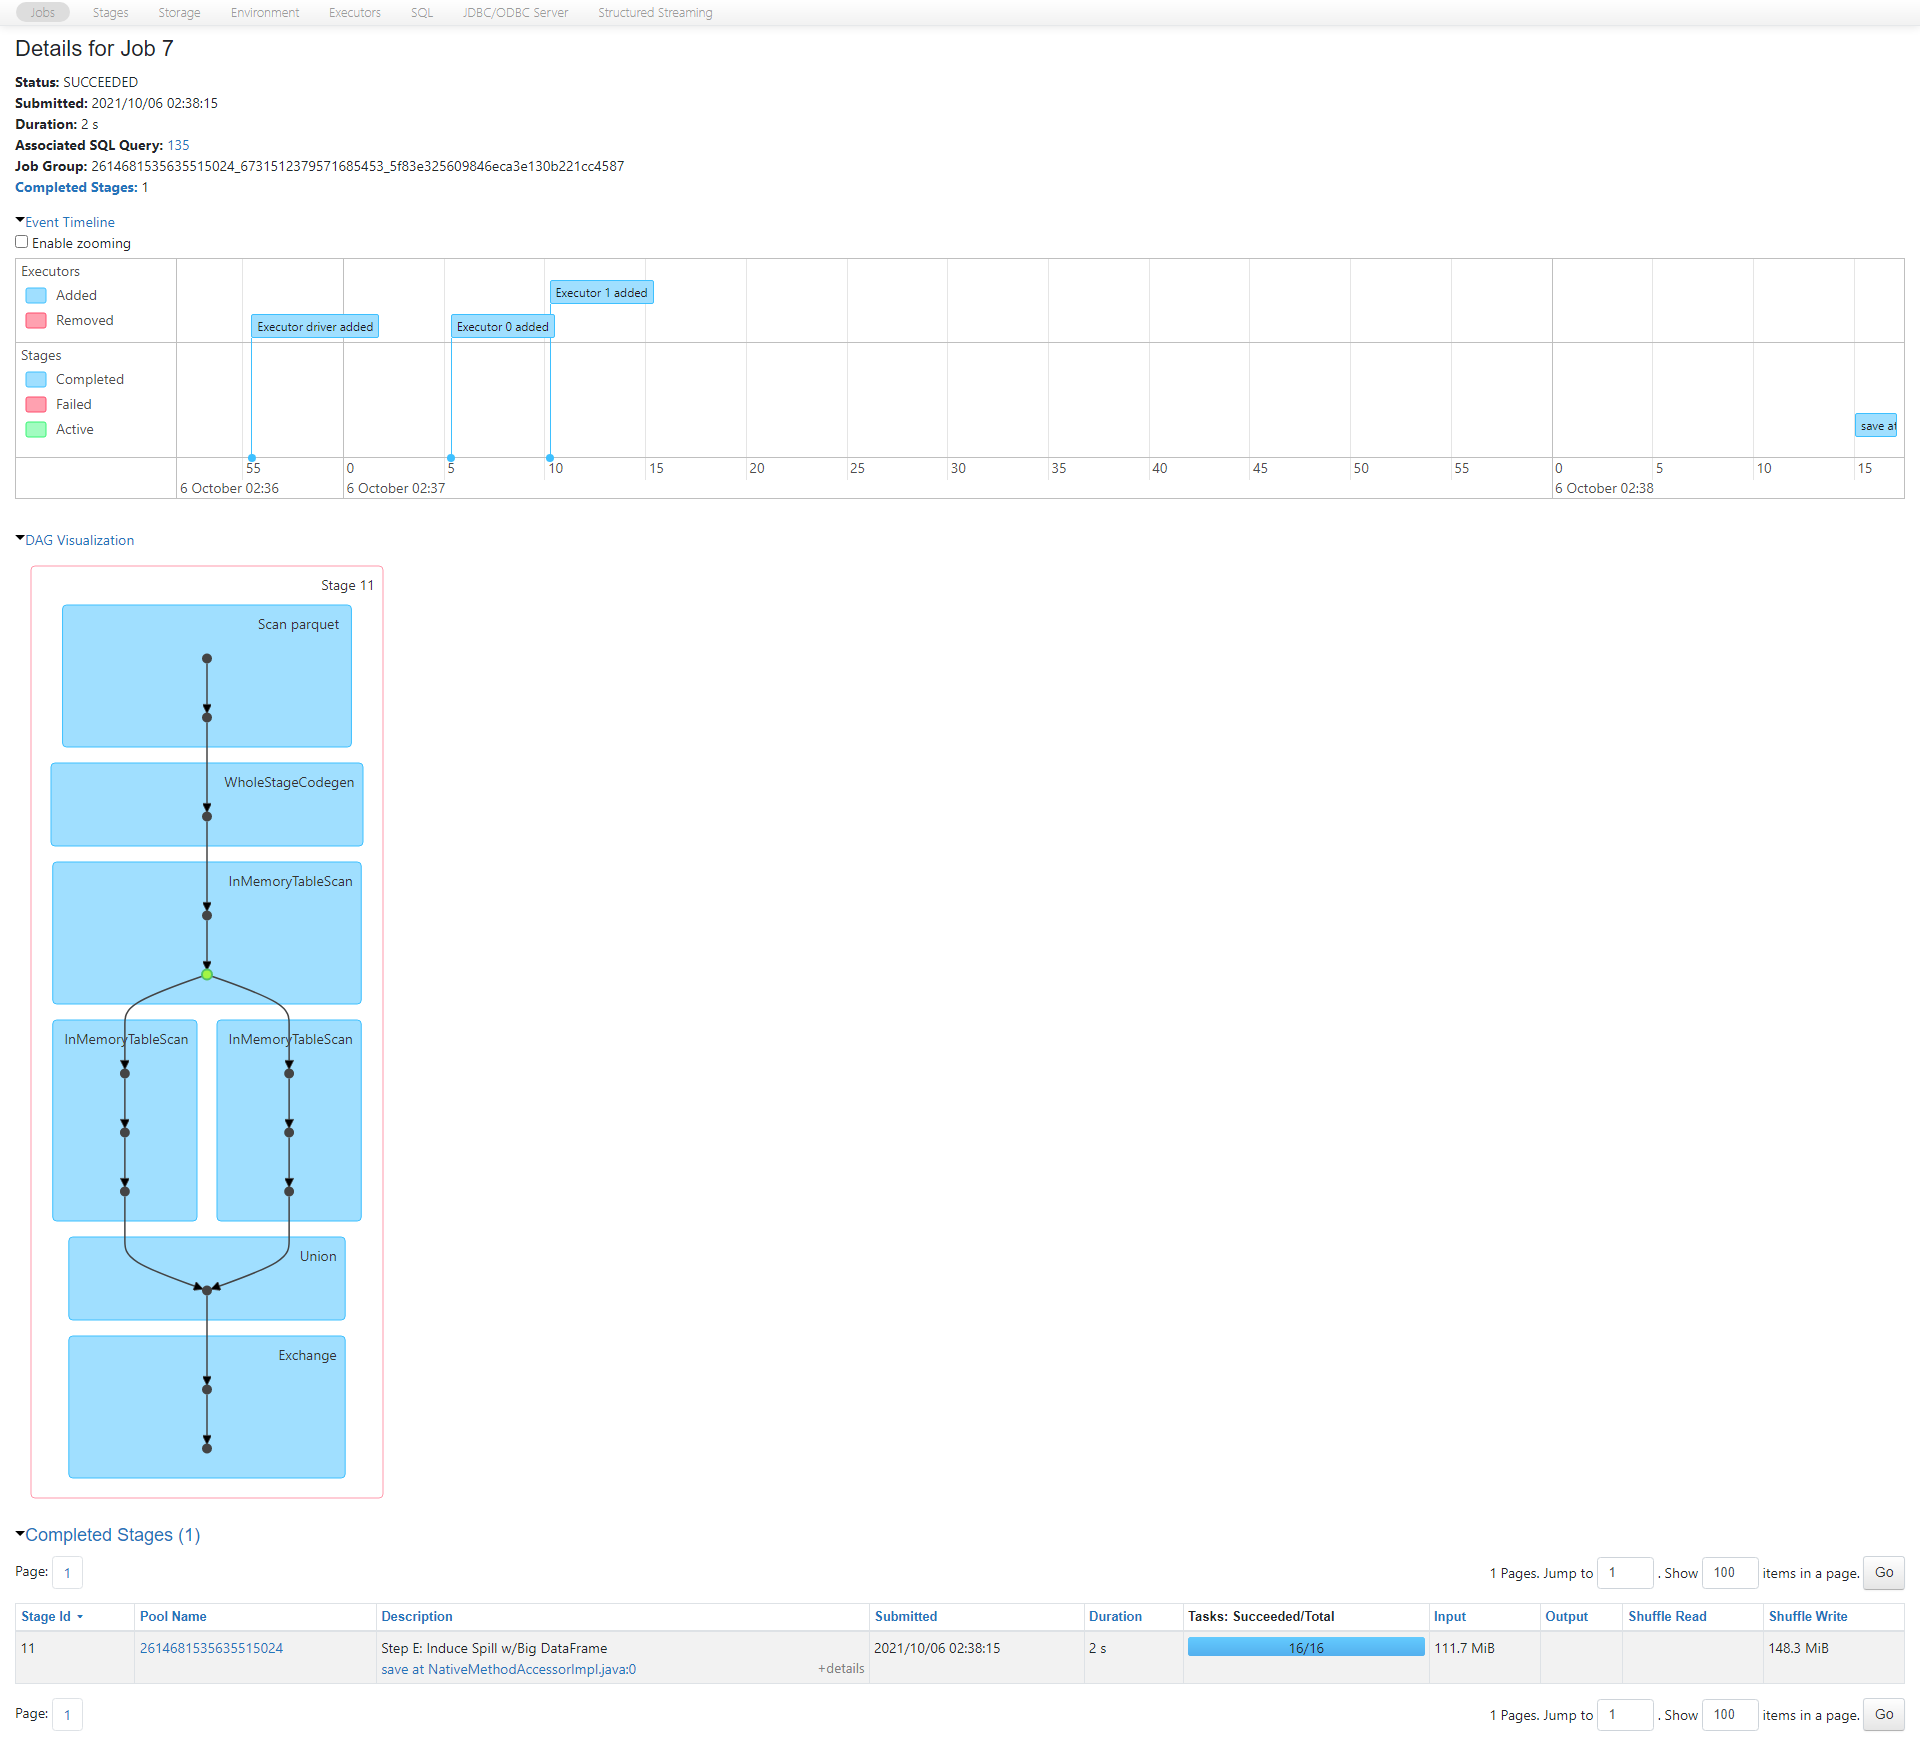 Jobs Stages Storage Environment Executors SQL JDBC/ODBC Server Structured Streaming
Details for Job 7
Status: SUCCEEDED
Submitted: 2021/10/06 02:38:15
Duration: 2 s
Associated SQL Query: 135
Job Group: 2614681535635515024_6731512379571685453_5f83e325609846eca3e130b221cc4587
Completed Stages: 1
Event Timeline
Enable zooming
Executors
Added
Removed
Executor 1 added
Executor driver added
Executor 0 added
Stages
Completed
Failed
Active
save at
55 0 5 10 15 20 25 30 35 40 45 50 55 0 5 10 15
6 October 02:36 6 October 02:37 6 October 02:38
DAG Visualization
Stage 11
Scan parquet
WholeStageCodegen
InMemoryTableScan
InMemoryTableScan InMemoryTableScan
Union
Exchange
Completed Stages (1)
Page: 1 1 Pages. Jump to 1 . Show 100 items in a page. Go
Stage Id Pool Name Description Submitted Duration Tasks: Succeeded/Total Input Output Shuffle Read Shuffle Write
11 2614681535635515024 Step E: Induce Spill w/Big DataFrame 2021/10/06 02:38:15 2 s 16/16 111.7 MiB 148.3 MiB
save at NativeMethodAccessorImpl.java:0 +details
Page: 1 1 Pages. Jump to 1 . Show 100 items in a page. Go